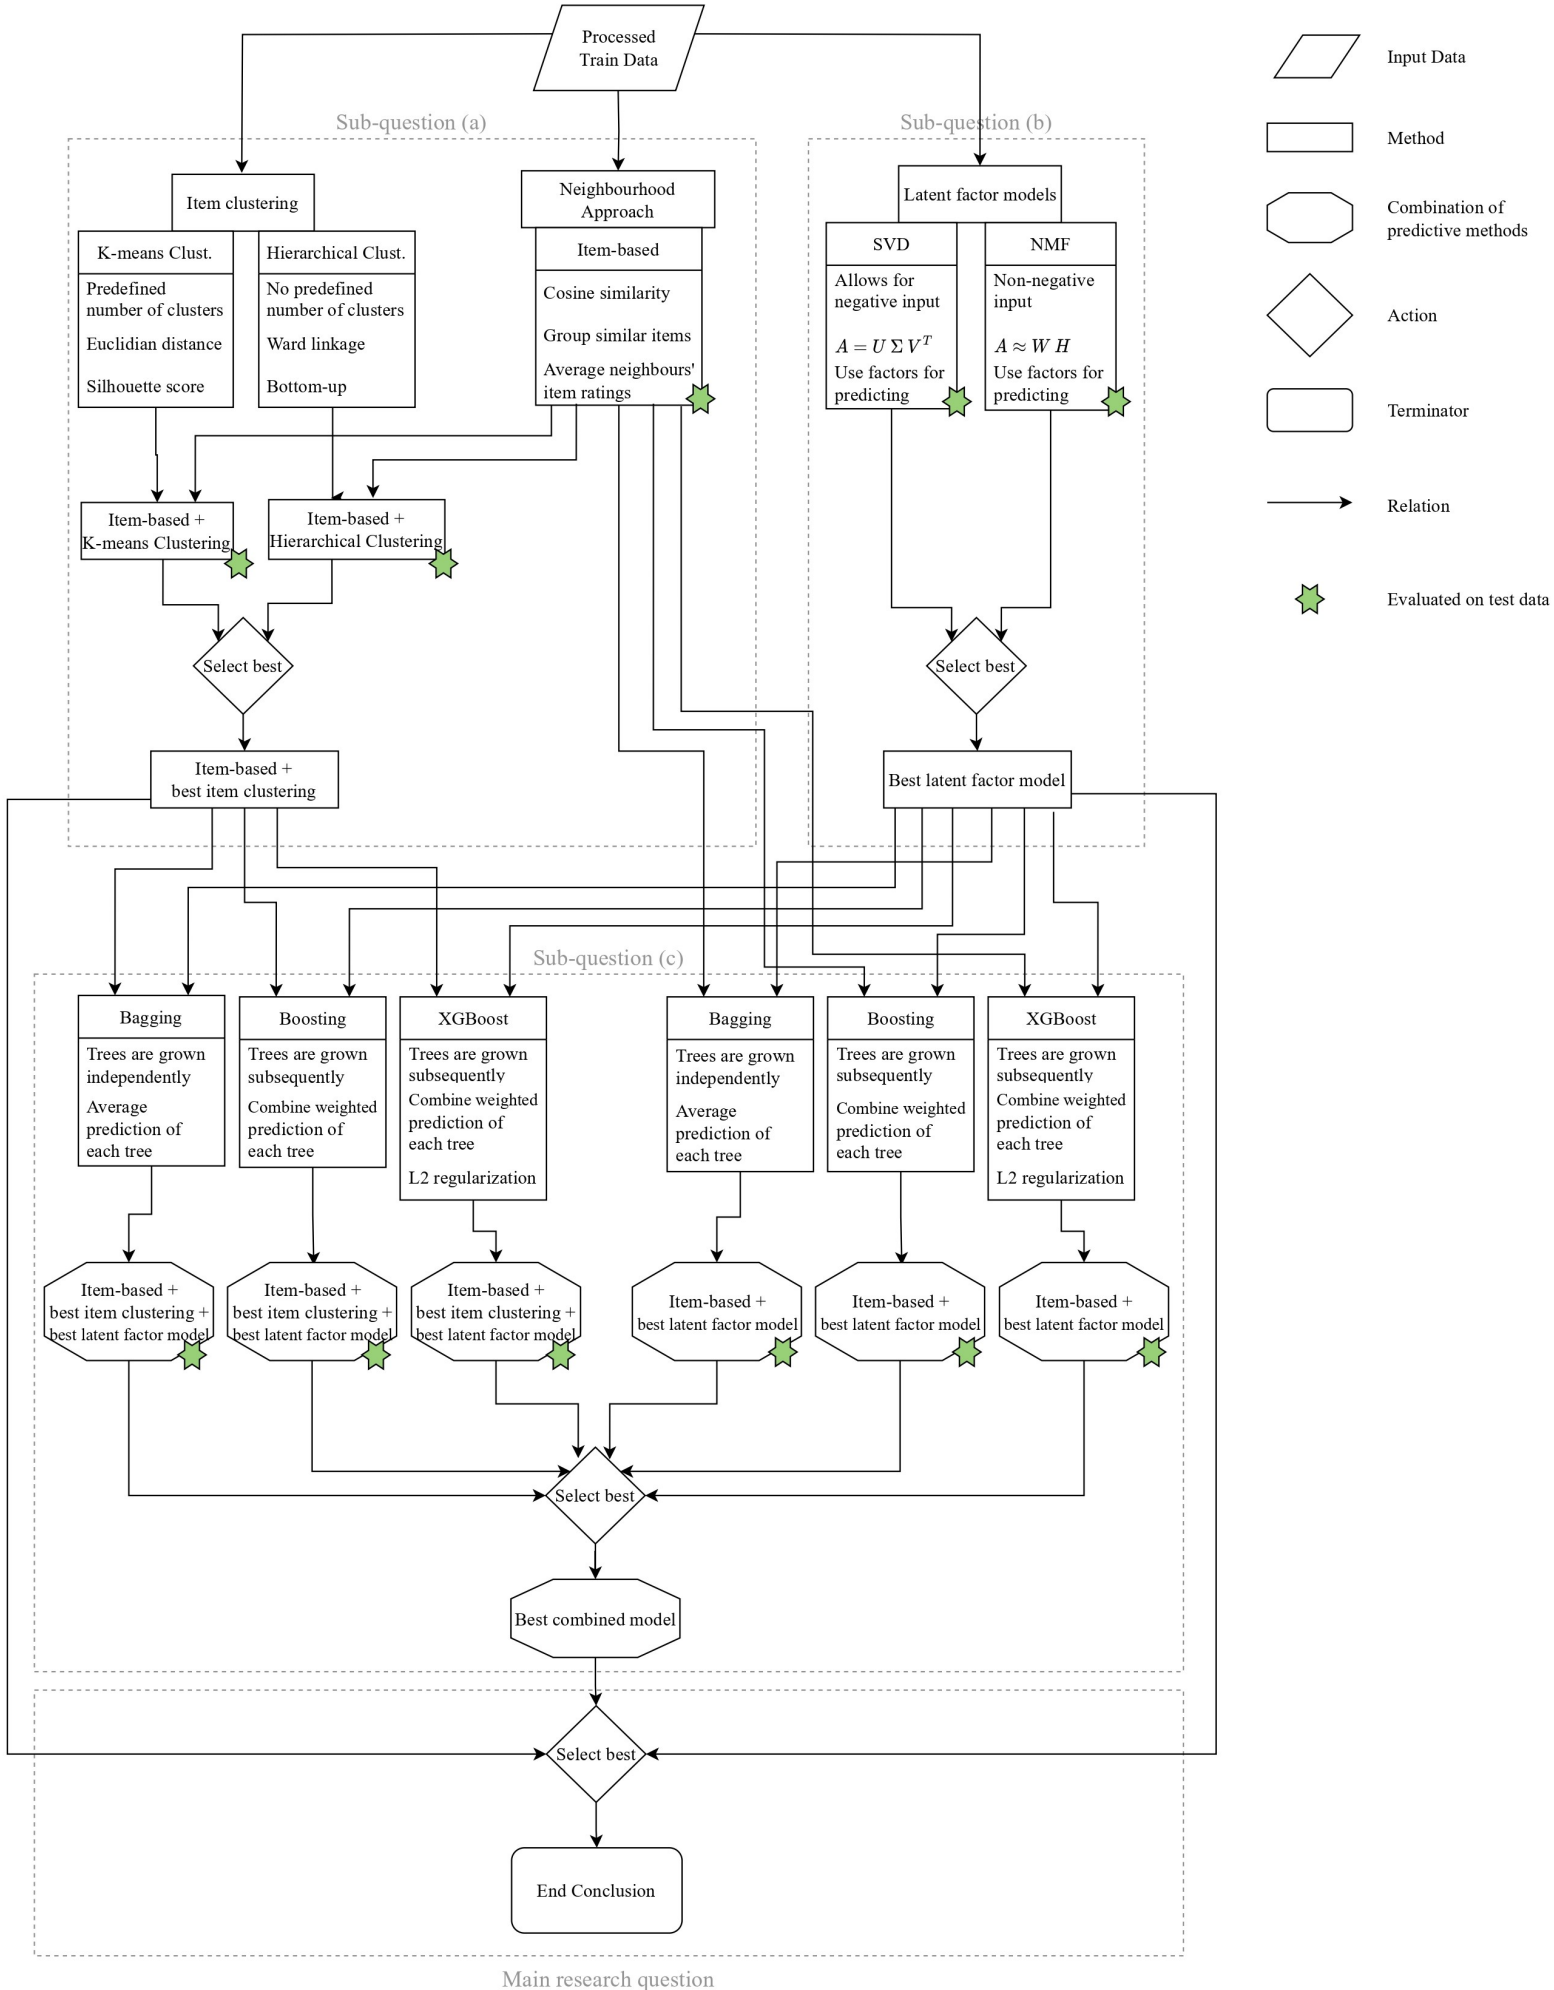 Processed
Train Data
Sub-question (a)
Sub-question (b)
Item clustering
K-means Clust.
Predefined
number of clusters
Euclidian distance
Silhouette score
Hierarchical Clust.
No predefined
number of clusters
Ward linkage
Bottom-up
Neighbourhood
Approach
Item-based
Cosine similarity
Group similar items
Average neighbours'
item ratings
Latent factor models
SVD
Allows for
negative input
A = U Σ V^T
Use factors for
predicting
NMF
Non-negative
input
A ≈ W H
Use factors for
predicting
Item-based +
K-means Clustering
Item-based +
Hierarchical Clustering
Select best
Select best
Item-based +
best item clustering
Best latent factor model
Sub-question (c)
Bagging
Trees are grown
independently
Average
prediction of
each tree
Boosting
Trees are grown
subsequently
Combine weighted
prediction of
each tree
XGBoost
Trees are grown
subsequently
Combine weighted
prediction of
each tree
L2 regularization
Bagging
Trees are grown
independently
Average
prediction of
each tree
Boosting
Trees are grown
subsequently
Combine weighted
prediction of
each tree
XGBoost
Trees are grown
subsequently
Combine weighted
prediction of
each tree
L2 regularization
Item-based +
best item clustering +
best latent factor model
Item-based +
best item clustering +
best latent factor model
Item-based +
best item clustering +
best latent factor model
Item-based +
best latent factor model
Item-based +
best latent factor model
Item-based +
best latent factor model
Select best
Best combined model
Select best
End Conclusion
Main research question
Input Data
Method
Combination of
predictive methods
Action
Terminator
Relation
Evaluated on test data